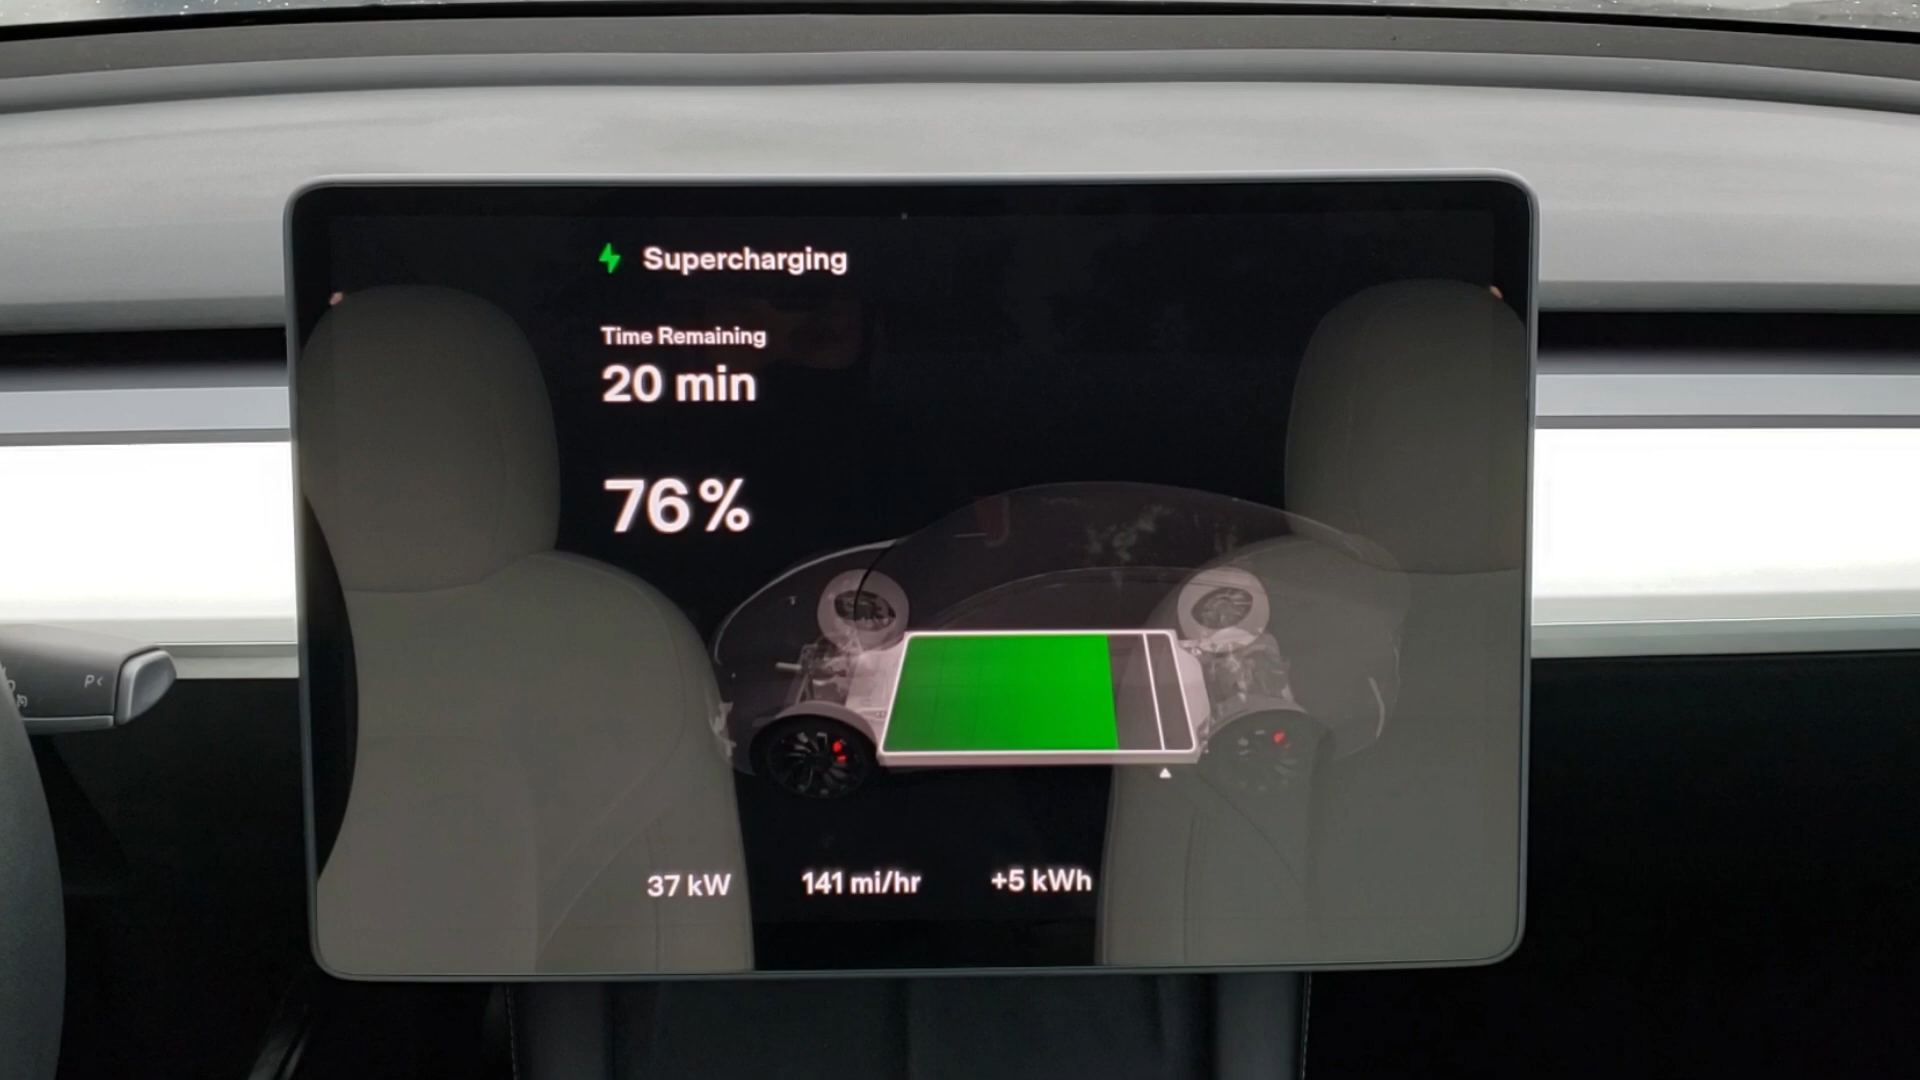 Supercharging
Time Remaining
20 min
76%
P<
37 kW
141 mi/hr
+5 kWh